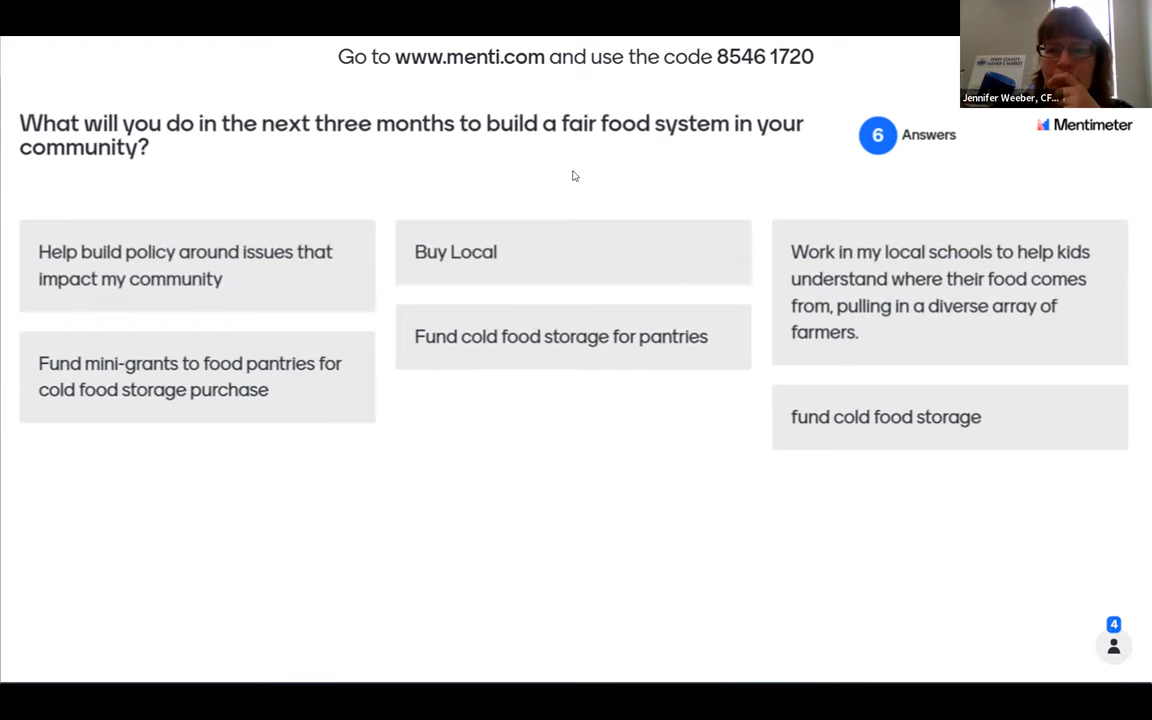 Go to www.menti.com and use the code 8546 1720
Jennifer Weeber, CF...
What will you do in the next three months to build a fair food system in your
community?
6 Answers
Mentimeter
Help build policy around issues that
impact my community
Fund mini-grants to food pantries for
cold food storage purchase
Buy Local
Fund cold food storage for pantries
Work in my local schools to help kids
understand where their food comes
from, pulling in a diverse array of
farmers.
fund cold food storage
4